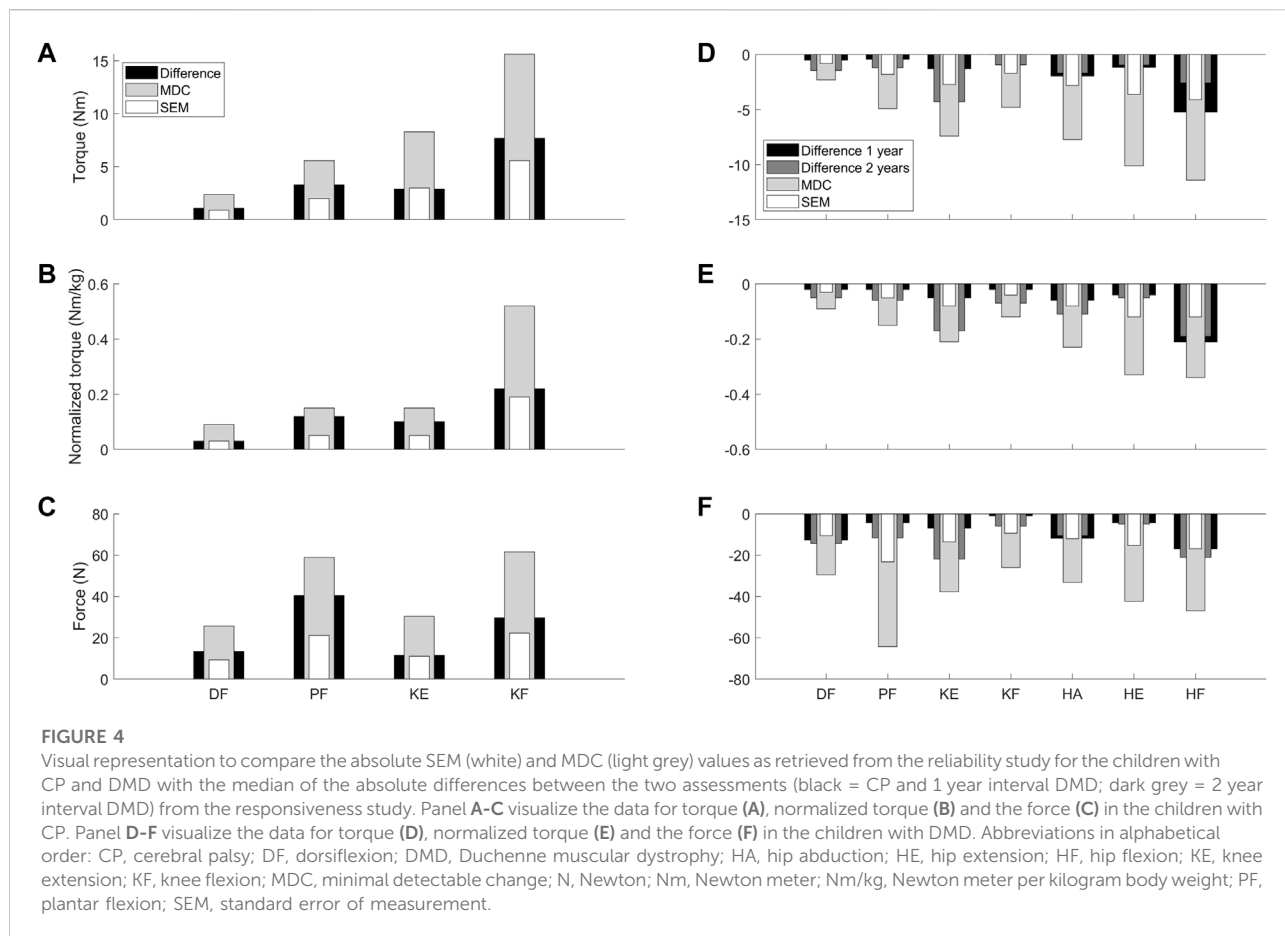 A
Torque (Nm)
15
10
5
0
Difference
MDC
SEM
B
Normalized torque (Nm/kg)
0.6
0.4
0.2
0
C
Force (N)
80
60
40
20
0
DF PF KE KF
D
0
-5
-10
-15
Difference 1 year
Difference 2 years
MDC
SEM
E
0
-0.2
-0.4
-0.6
F
0
-20
-40
-60
-80
DF PF KE KF HA HE HF
FIGURE 4
Visual representation to compare the absolute SEM (white) and MDC (light grey) values as retrieved from the reliability study for the children with
CP and DMD with the median of the absolute differences between the two assessments (black = CP and 1 year interval DMD; dark grey = 2 year
interval DMD) from the responsiveness study. Panel A-C visualize the data for torque (A), normalized torque (B) and the force (C) in the children with
CP. Panel D-F visualize the data for torque (D), normalized torque (E) and the force (F) in the children with DMD. Abbreviations in alphabetical
order: CP, cerebral palsy; DF, dorsiflexion; DMD, Duchenne muscular dystrophy; HA, hip abduction; HE, hip extension; HF, hip flexion; KE, knee
extension; KF, knee flexion; MDC, minimal detectable change; N, Newton; Nm, Newton meter; Nm/kg, Newton meter per kilogram body weight; PF,
plantar flexion; SEM, standard error of measurement.